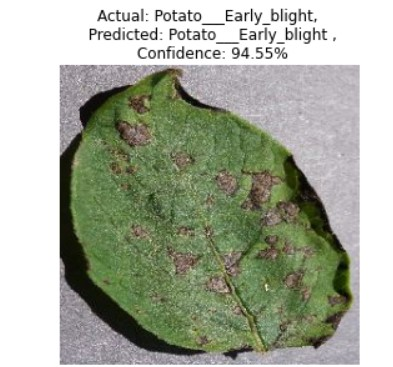 Actual: Potato___Early_blight,
Predicted: Potato___Early_blight ,
Confidence: 94.55%